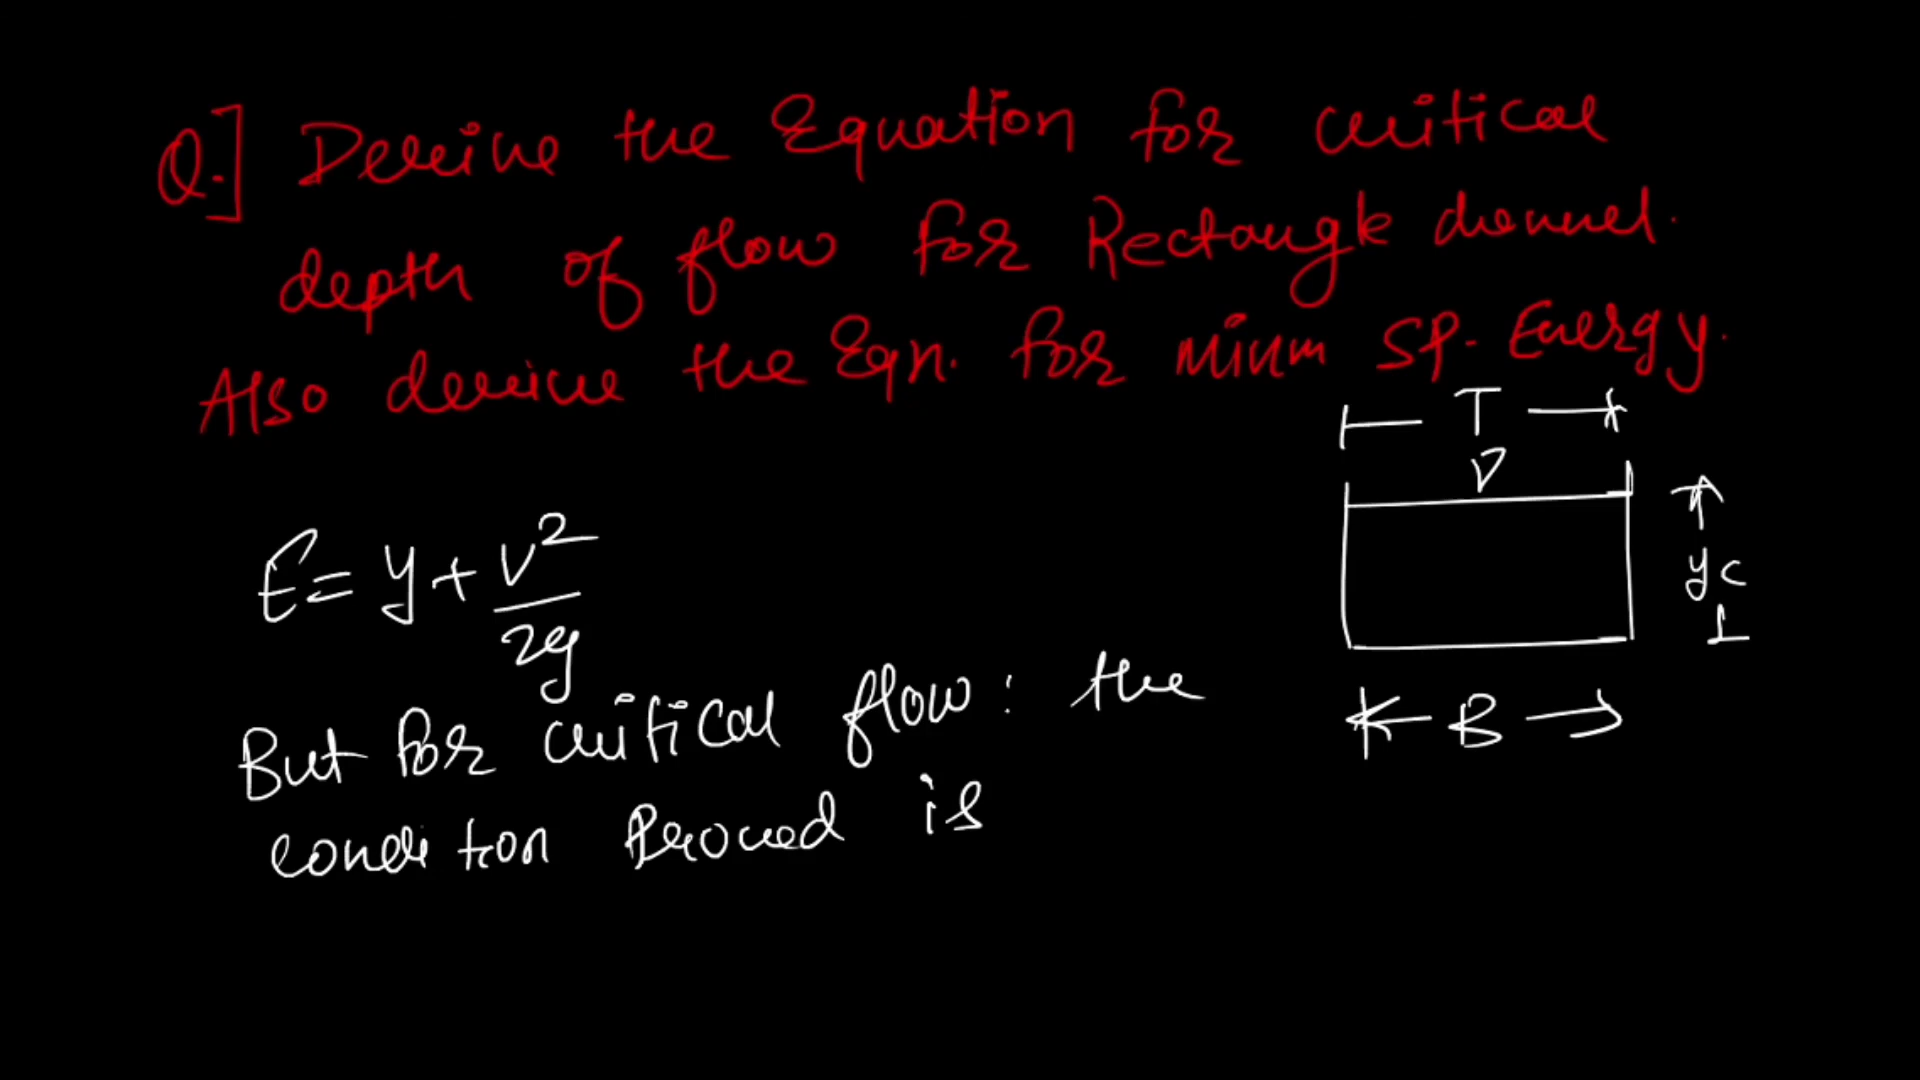 Q.] Derive the Equation for critical
depth of flow for Rectangle channel.
Also derive the Eqn. for minm SP. Energy.
T
E = y + v²/2g
yc
B
But for critical flow: the
condition Proved is